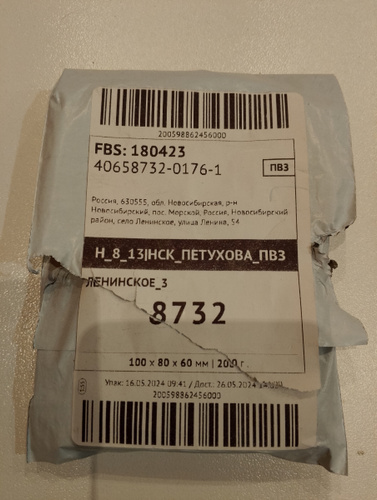 200598862456000
FBS: 180423
40658732-0176-1
ПВЗ
Россия, 630555, обл. Новосибирская, р-н
Новосибирский, пос. Морской, Россия, Новосибирский
район, село Ленинское, улица Ленина, 54
Н_8_13|НСК_ПЕТУХОВА_ПВЗ
ЛЕНИНСКОЕ_3
8732
100 x 80 x 60 мм | 20.0 г
Упак: 16.05.2024 09:41 / Дост.: 26.05.2024
200598862456000